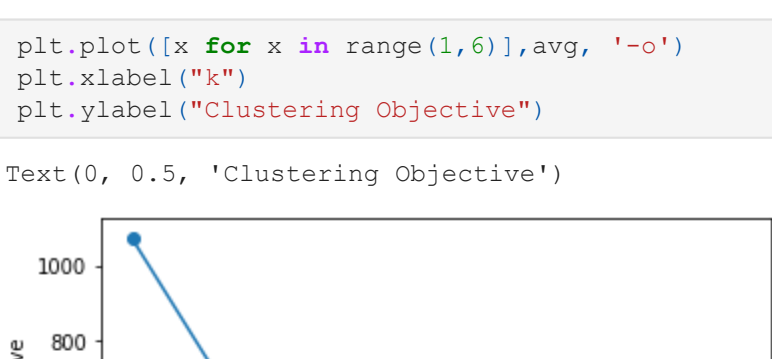 plt.plot([x for x in range(1,6)],avg, '-o')
plt.xlabel("k")
plt.ylabel("Clustering Objective")
Text(0, 0.5, 'Clustering Objective')
1000
800